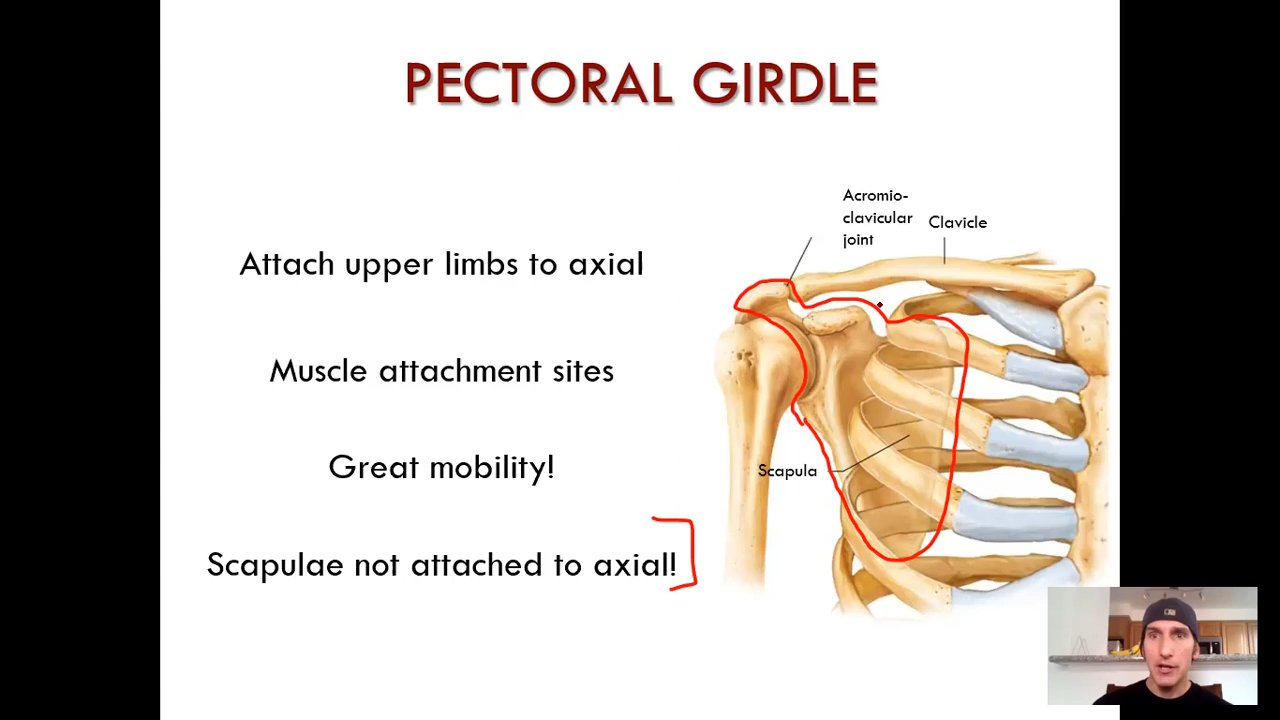 PECTORAL GIRDLE
Acromio-
clavicular
joint
Clavicle
Attach upper limbs to axial
Muscle attachment sites
Great mobility!
Scapula
Scapulae not attached to axial!